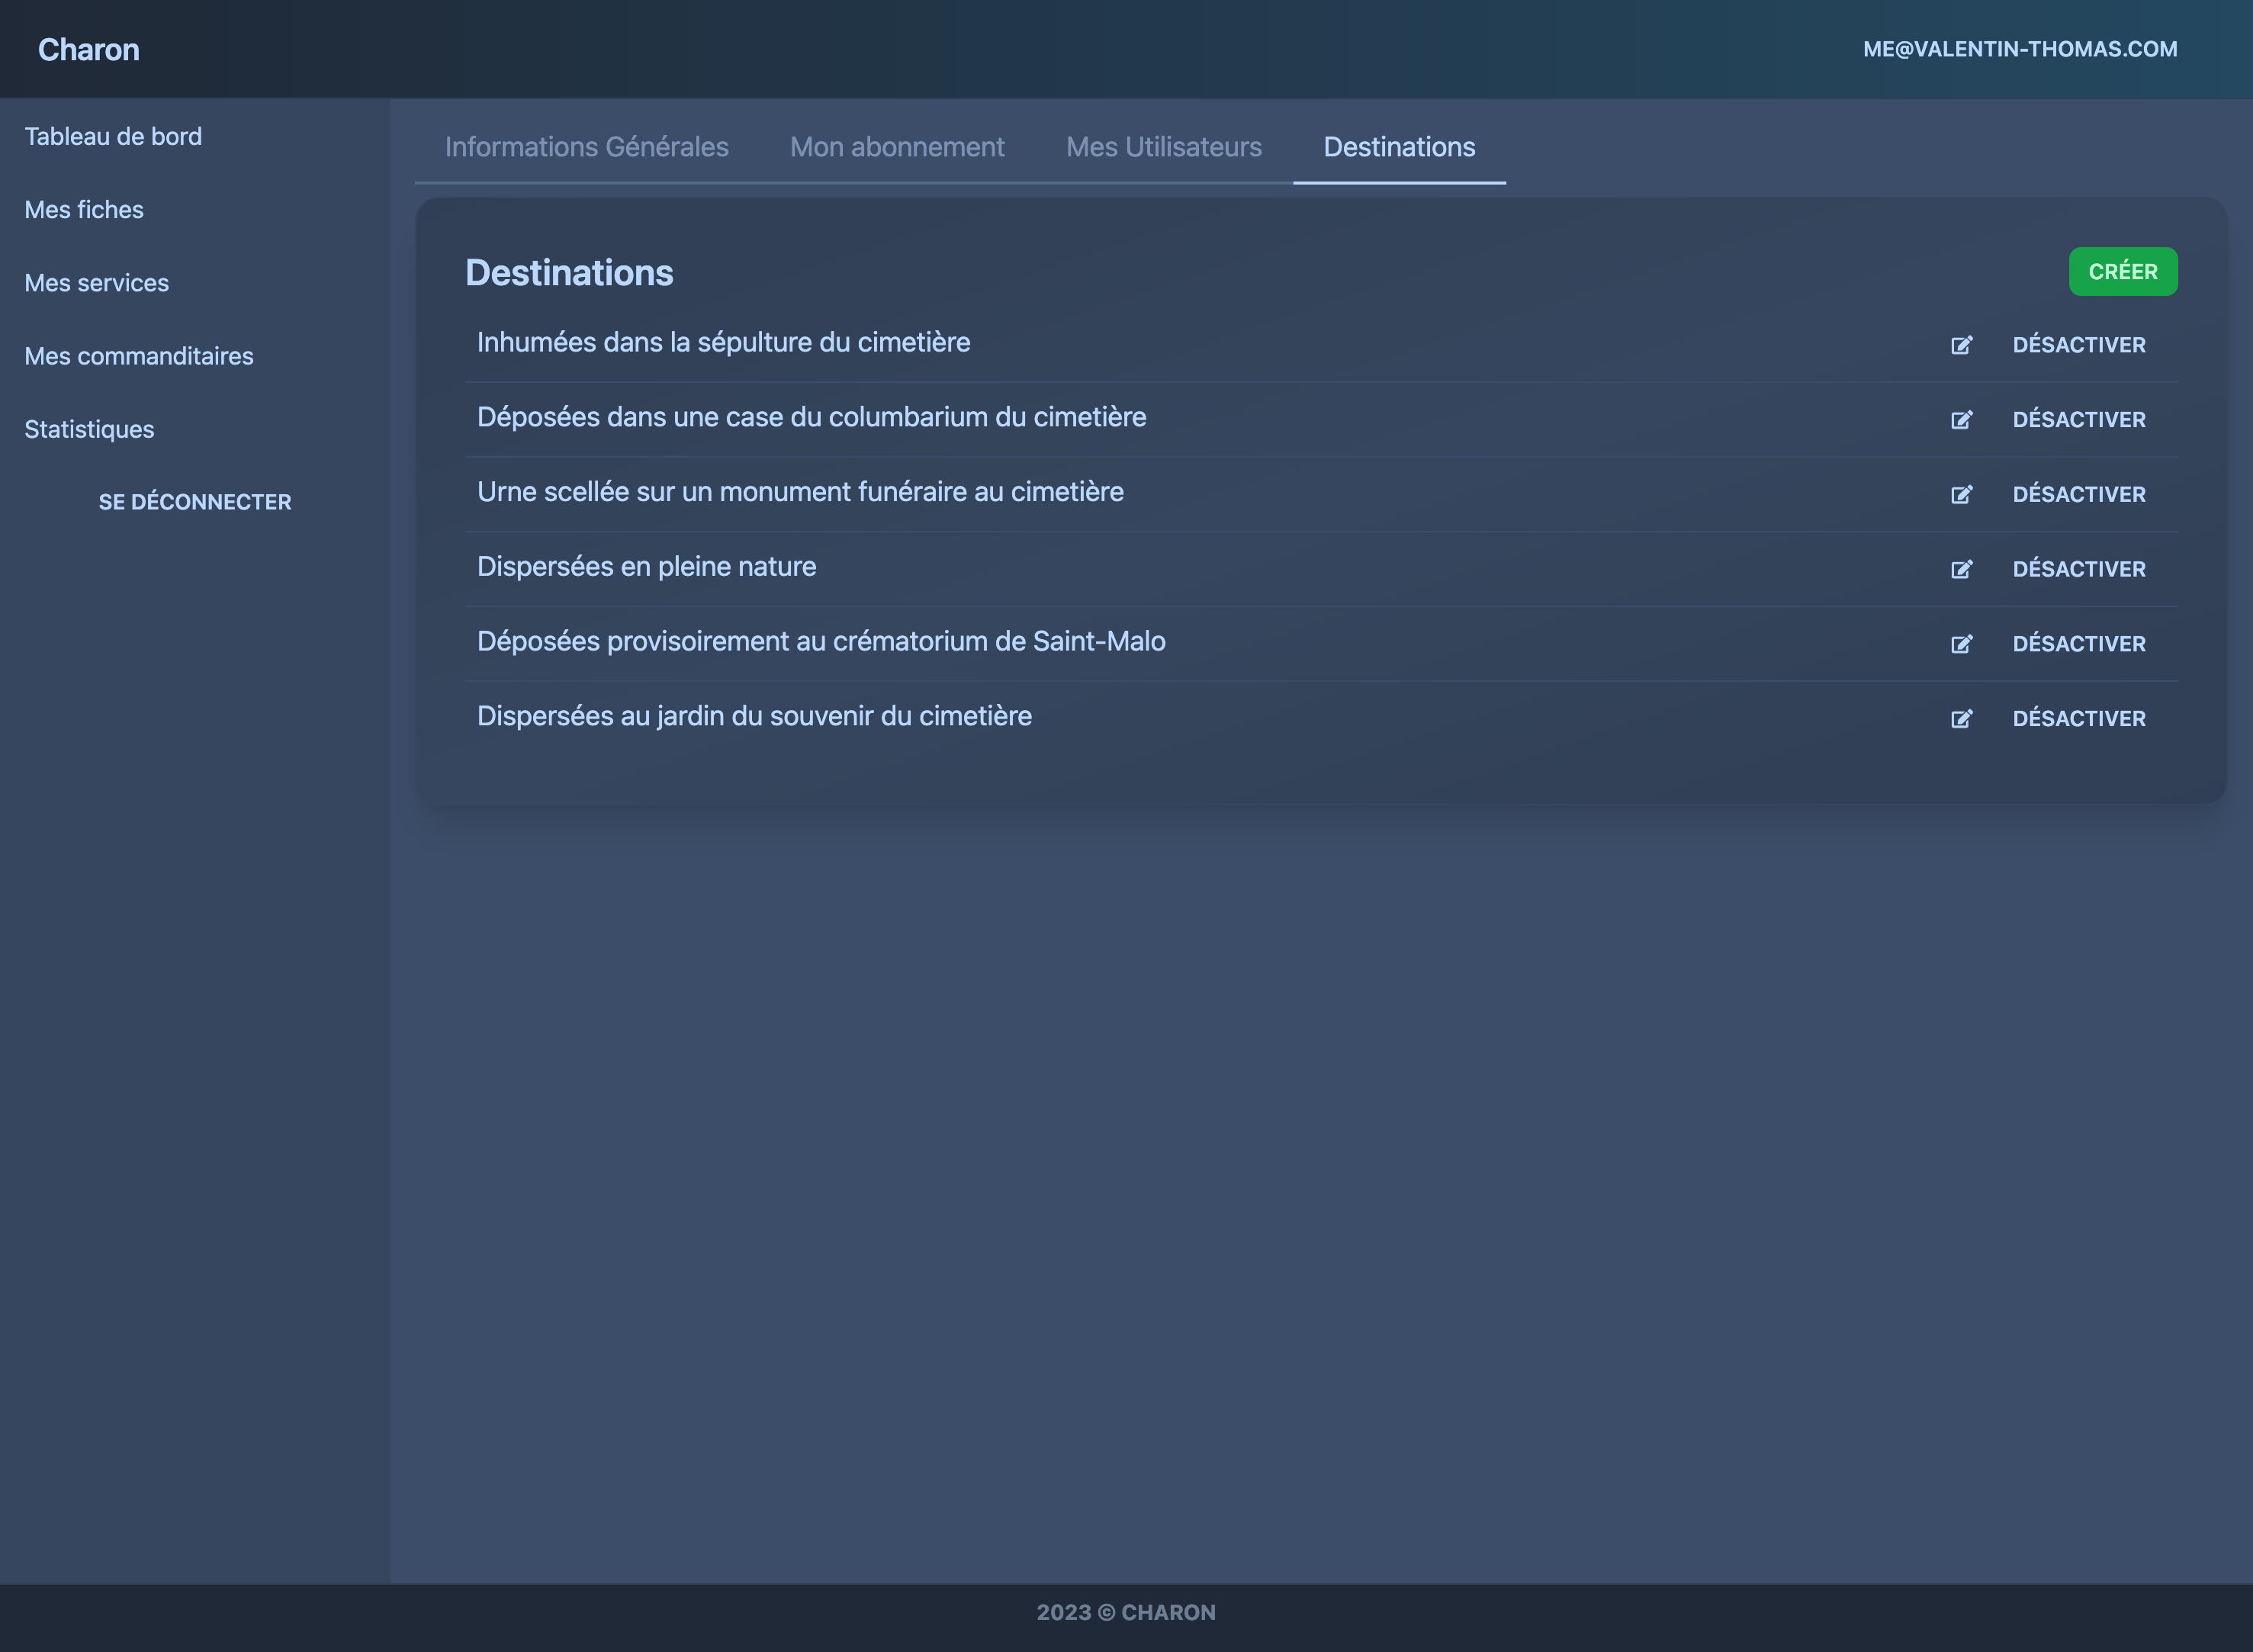 Charon
ME@VALENTIN-THOMAS.COM
Tableau de bord
Mes fiches
Mes services
Mes commanditaires
Statistiques
SE DÉCONNECTER
Informations Générales
Mon abonnement
Mes Utilisateurs
Destinations
Destinations
CRÉER
Inhumées dans la sépulture du cimetière
DÉSACTIVER
Déposées dans une case du columbarium du cimetière
DÉSACTIVER
Urne scellée sur un monument funéraire au cimetière
DÉSACTIVER
Dispersées en pleine nature
DÉSACTIVER
Déposées provisoirement au crématorium de Saint-Malo
DÉSACTIVER
Dispersées au jardin du souvenir du cimetière
DÉSACTIVER
2023 © CHARON